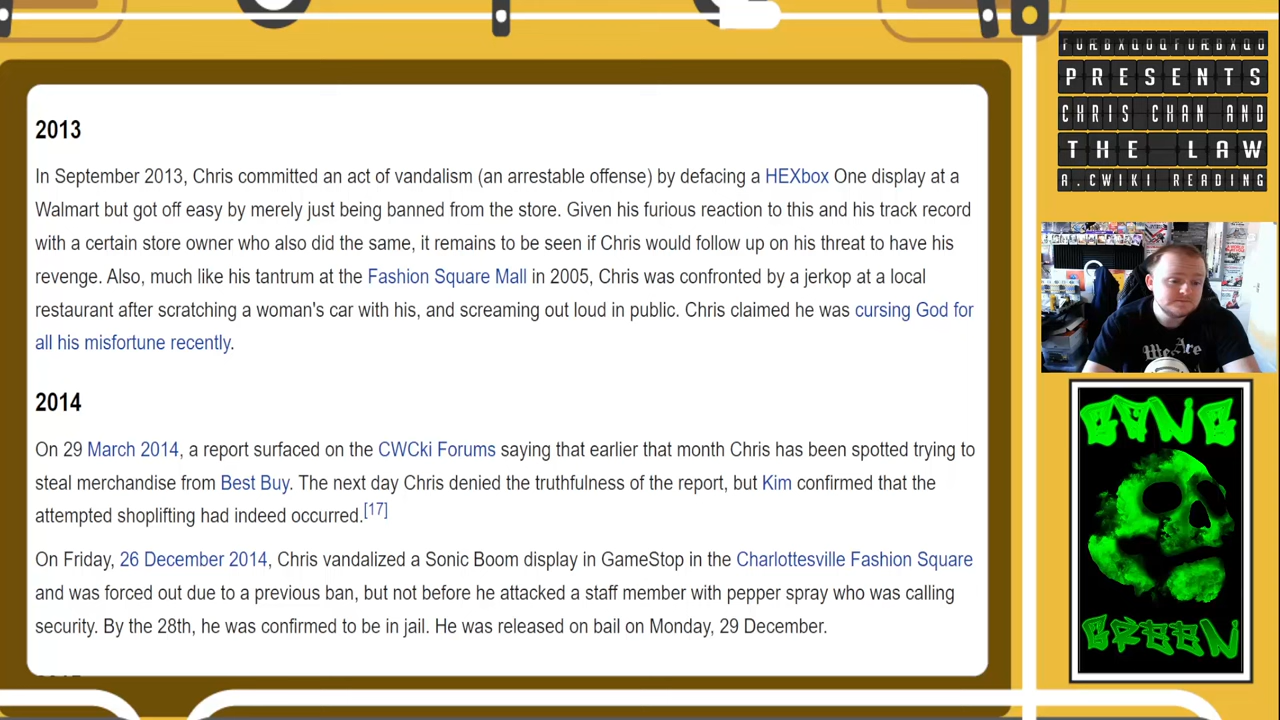 2013
In September 2013, Chris committed an act of vandalism (an arrestable offense) by defacing a HEXbox One display at a
Walmart but got off easy by merely just being banned from the store. Given his furious reaction to this and his track record
with a certain store owner who also did the same, it remains to be seen if Chris would follow up on his threat to have his
revenge. Also, much like his tantrum at the Fashion Square Mall in 2005, Chris was confronted by a jerkop at a local
restaurant after scratching a woman's car with his, and screaming out loud in public. Chris claimed he was cursing God for
all his misfortune recently.
2014
On 29 March 2014, a report surfaced on the CWCki Forums saying that earlier that month Chris has been spotted trying to
steal merchandise from Best Buy. The next day Chris denied the truthfulness of the report, but Kim confirmed that the
attempted shoplifting had indeed occurred.[17]
On Friday, 26 December 2014, Chris vandalized a Sonic Boom display in GameStop in the Charlottesville Fashion Square
and was forced out due to a previous ban, but not before he attacked a staff member with pepper spray who was calling
security. By the 28th, he was confirmed to be in jail. He was released on bail on Monday, 29 December.
PRESENTS
CHRIS CHAN AND
THE LAW
A.CWIKI READING
We Are
GONE
GREEN